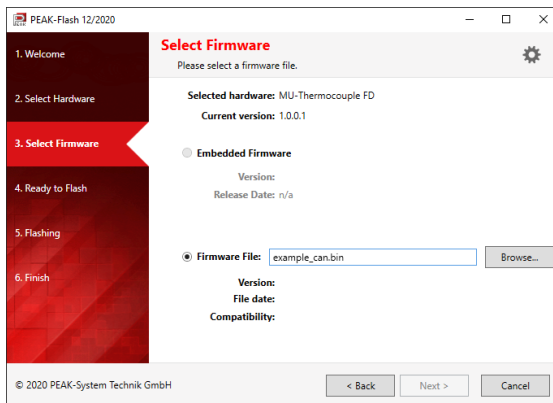 PEAK-Flash 12/2020
1. Welcome
2. Select Hardware
3. Select Firmware
4. Ready to Flash
5. Flashing
6. Finish
Select Firmware
Please select a firmware file.
Selected hardware: MU-Thermocouple FD
Current version: 1.0.0.1
Embedded Firmware
Version:
Release Date: n/a
Firmware File: example_can.bin Browse...
Version:
File date:
Compatibility:
© 2020 PEAK-System Technik GmbH < Back Next > Cancel